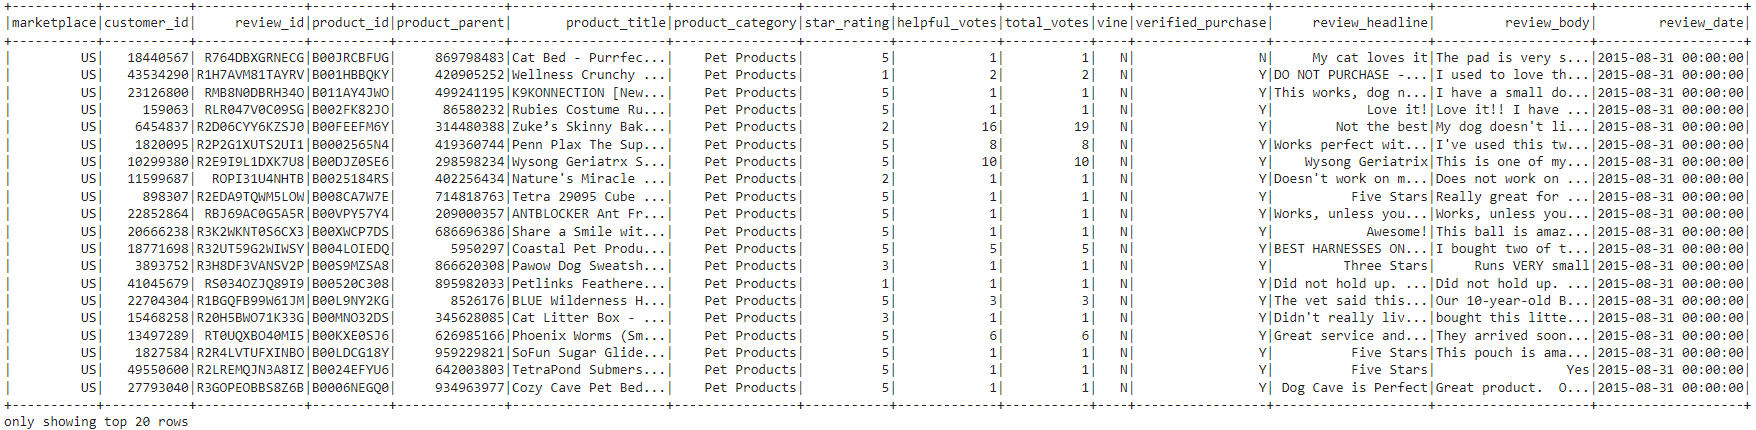 +-----------+-----------+--------------+----------+--------------+--------------------+----------------+-----------+-------------+-----------+----+-----------------+--------------------+--------------------+-------------------+
|marketplace|customer_id|     review_id|product_id|product_parent|       product_title|product_category|star_rating|helpful_votes|total_votes|vine|verified_purchase|     review_headline|         review_body|        review_date|
+-----------+-----------+--------------+----------+--------------+--------------------+----------------+-----------+-------------+-----------+----+-----------------+--------------------+--------------------+-------------------+
|         US|   18440567| R764DBXGRNECG|B00JRCBFUG|     869798483|Cat Bed - Purrfec...|    Pet Products|          5|            1|          1|   N|                N|     My cat loves it|The pad is very s...|2015-08-31 00:00:00|
|         US|   43534290|R1H7AVM81TAYRV|B001HBBQKY|     420905252|Wellness Crunchy ...|    Pet Products|          1|            2|          2|   N|                Y|DO NOT PURCHASE -...|I used to love th...|2015-08-31 00:00:00|
|         US|   23126800| RMB8N0DBRH34O|B011AY4JWO|     499241195|K9KONNECTION [New...|    Pet Products|          5|            1|          1|   N|                Y|This works, dog n...|I have a small do...|2015-08-31 00:00:00|
|         US|     159063| RLR047V0C09SG|B002FK82JO|      86580232|Rubies Costume Ru...|    Pet Products|          5|            1|          1|   N|                Y|            Love it!|Love it!! I have ...|2015-08-31 00:00:00|
|         US|    6454837|R2D06CYY6KZSJ0|B00FEEFM6Y|     314480388|Zuke’s Skinny Bak...|    Pet Products|          2|           16|         19|   N|                Y|        Not the best|My dog doesn't li...|2015-08-31 00:00:00|
|         US|    1820095|R2P2G1XUTS2UI1|B0002565N4|     419360744|Penn Plax The Sup...|    Pet Products|          5|            8|          8|   N|                Y|Works perfect wit...|I've used this tw...|2015-08-31 00:00:00|
|         US|   10299380|R2E9I9L1DXK7U8|B00DJZ0SE6|     298598234|Wysong Geriatrx S...|    Pet Products|          5|           10|         10|   N|                Y|    Wysong Geriatrix|This is one of my...|2015-08-31 00:00:00|
|         US|   11599687| ROPI31U4NHTB|B0025184RS|     402256434|Nature's Miracle ...|    Pet Products|          2|            1|          1|   N|                Y|Doesn't work on m...|Does not work on ...|2015-08-31 00:00:00|
|         US|     898307|R2EDA9TQWM5LOW|B008CA7W7E|     714818763|Tetra 29095 Cube ...|    Pet Products|          5|            1|          1|   N|                Y|          Five Stars|Really great for ...|2015-08-31 00:00:00|
|         US|   22852864| RBJ69AC0G5A5R|B00VPY57Y4|     209000357|ANTBLOCKER Ant Fr...|    Pet Products|          5|            1|          1|   N|                Y|Works, unless you...|Works, unless you...|2015-08-31 00:00:00|
|         US|   20666238|R3K2WKNT0S6CX3|B00XWCP7DS|     686696386|Share a Smile wit...|    Pet Products|          5|            1|          1|   N|                Y|            Awesome!|This ball is amaz...|2015-08-31 00:00:00|
|         US|   18771698|R32UT59G2WIWSY|B004LOIEDQ|       5950297|Coastal Pet Produ...|    Pet Products|          5|            5|          5|   N|                Y|BEST HARNESSES ON...|I bought two of t...|2015-08-31 00:00:00|
|         US|    3893752|R3H8DF3VANSV2P|B00S9MZSA8|     866620308|Pawow Dog Sweatsh...|    Pet Products|          3|            1|          1|   N|                Y|         Three Stars|     Runs VERY small|2015-08-31 00:00:00|
|         US|   41045679| RS034OZJQ89I9|B00520C308|     895982033|Petlinks Feathere...|    Pet Products|          1|            1|          1|   N|                Y|Did not hold up. ...|Did not hold up. ...|2015-08-31 00:00:00|
|         US|   22704304|R1BGQFB99W61JM|B00L9NY2KG|       8526176|BLUE Wilderness H...|    Pet Products|          5|            3|          3|   N|                Y|The vet said this...|Our 10-year-old B...|2015-08-31 00:00:00|
|         US|   15468258|R20H5BWO71K33G|B00MNO32DS|     345628085|Cat Litter Box - ...|    Pet Products|          3|            1|          1|   N|                Y|Didn't really liv...|bought this litte...|2015-08-31 00:00:00|
|         US|   13497289| RT0UQXBO40MI5|B00KXE0SJ6|     626985166|Phoenix Worms (Sm...|    Pet Products|          5|            6|          6|   N|                Y|Great service and...|They arrived soon...|2015-08-31 00:00:00|
|         US|    1827584|R2R4LVTUFXINBO|B00LDCG18Y|     959229821|SoFun Sugar Glide...|    Pet Products|          5|            1|          1|   N|                Y|          Five Stars|This pouch is ama...|2015-08-31 00:00:00|
|         US|   49550600|R2LREMQJN3A8IZ|B0024EFYU6|     642003803|TetraPond Submers...|    Pet Products|          5|            1|          1|   N|                Y|          Five Stars|                 Yes|2015-08-31 00:00:00|
|         US|   27793040|R3GOPEOBBS8Z6B|B0006NEGQ0|     934963977|Cozy Cave Pet Bed...|    Pet Products|          5|            1|          1|   N|                Y| Dog Cave is Perfect|Great product.  O...|2015-08-31 00:00:00|
+-----------+-----------+--------------+----------+--------------+--------------------+----------------+-----------+-------------+-----------+----+-----------------+--------------------+--------------------+-------------------+
only showing top 20 rows